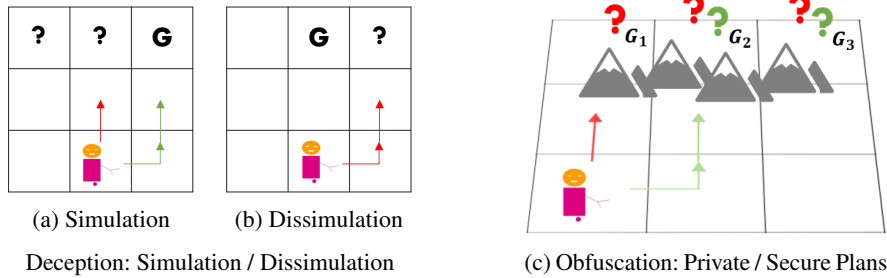 ? ? G
G ?
? ? ? ? ?
G1 G2 G3
(a) Simulation
(b) Dissimulation
Deception: Simulation / Dissimulation
(c) Obfuscation: Private / Secure Plans